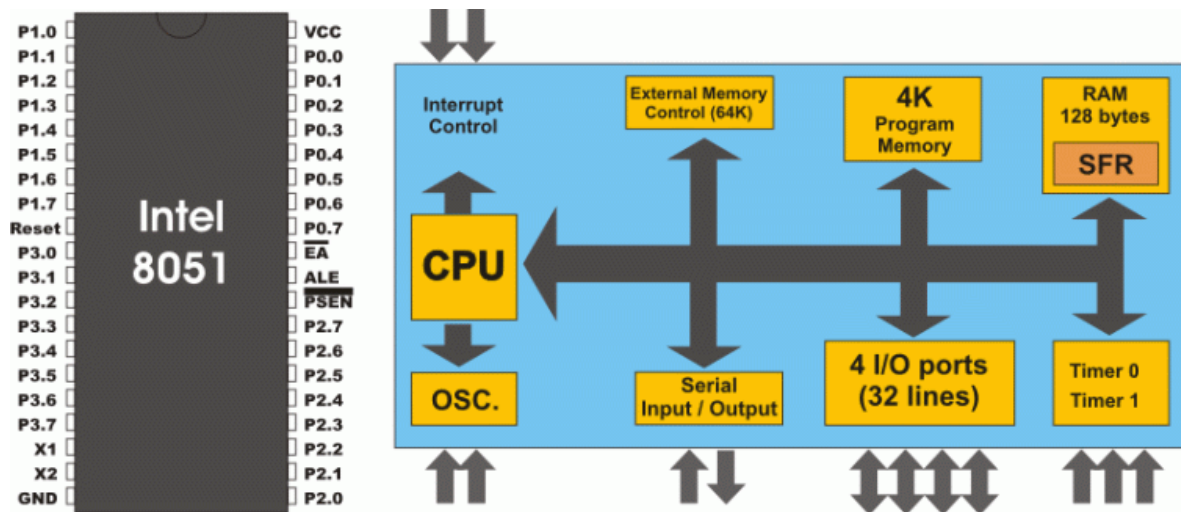 P1.0
P1.1
P1.2
P1.3
P1.4
P1.5
P1.6
P1.7
Reset
P3.0
P3.1
P3.2
P3.3
P3.4
P3.5
P3.6
P3.7
X1
X2
GND
Intel
8051
VCC
P0.0
P0.1
P0.2
P0.3
P0.4
P0.5
P0.6
P0.7
EA
ALE
PSEN
P2.7
P2.6
P2.5
P2.4
P2.3
P2.2
P2.1
P2.0
Interrupt
Control
External Memory
Control (64K)
4K
Program
Memory
RAM
128 bytes
SFR
CPU
OSC.
Serial
Input / Output
4 I/O ports
(32 lines)
Timer 0
Timer 1